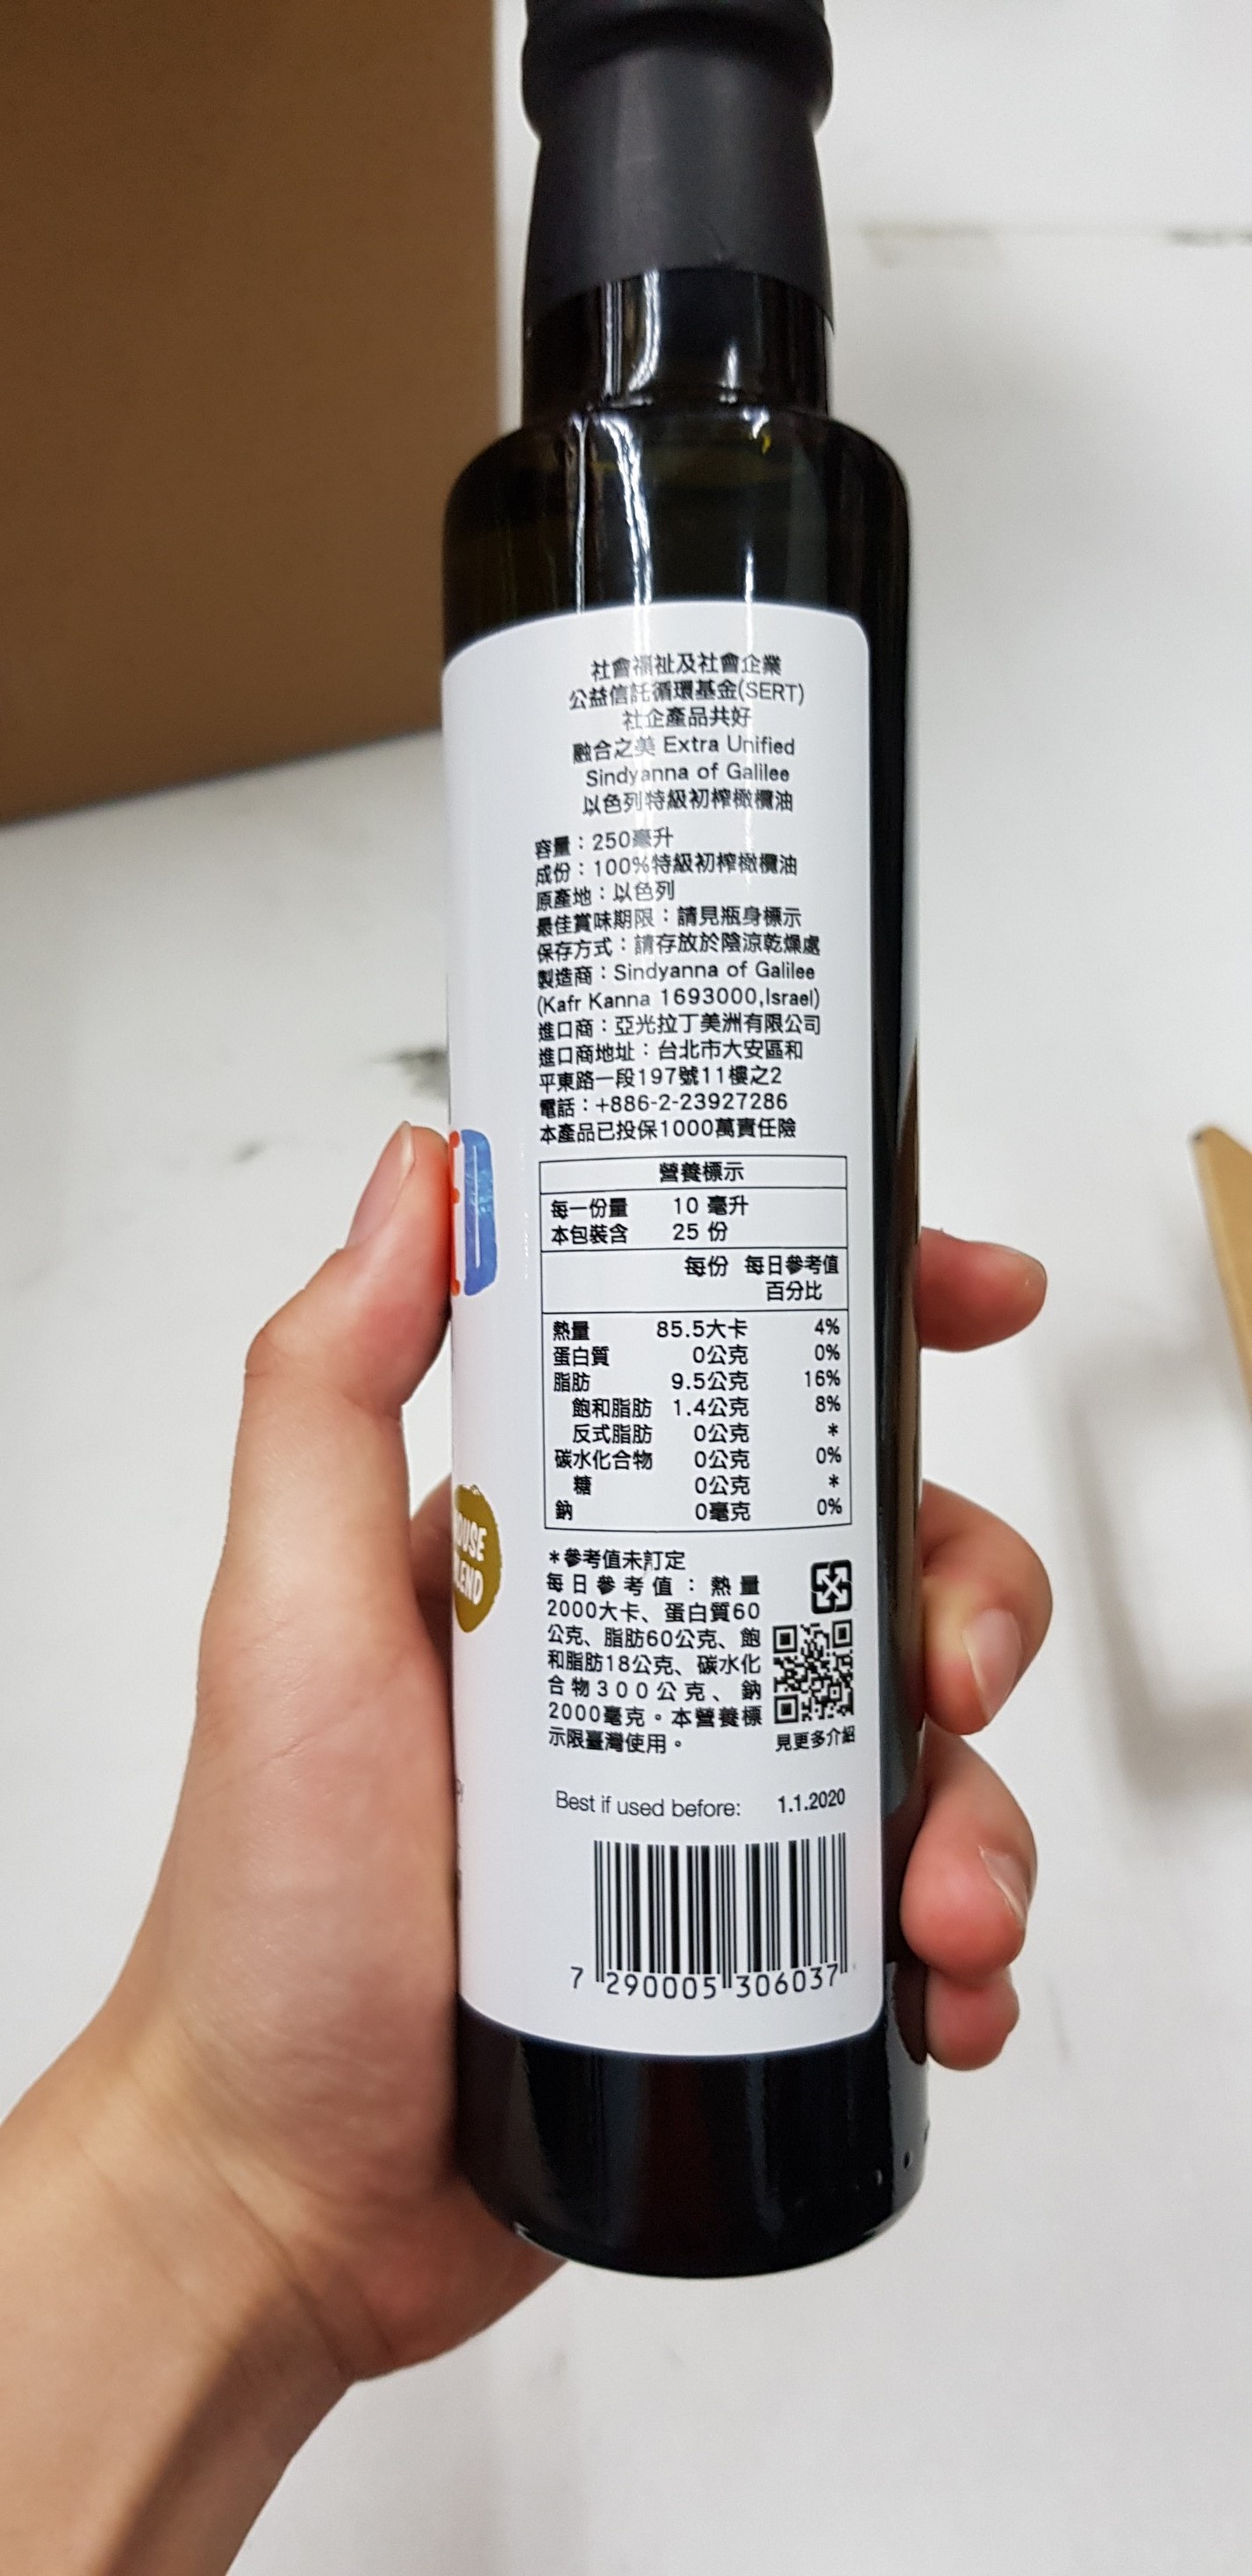 社會福祉及社會企業
公益信託循環基金(SERT)
社企產品共好
融合之美 Extra Unified
Sindyanna of Galilee
以色列特級初榨橄欖油
容量：250毫升
成份：100%特級初榨橄欖油
原產地：以色列
最佳賞味期限：請見瓶身標示
保存方式：請存放於陰涼乾燥處
製造商：Sindyanna of Galilee
(Kafr Kanna 1693000,Israel)
進口商：亞光拉丁美洲有限公司
進口商地址：台北市大安區和
平東路一段197號11樓之2
電話：+886-2-23927286
本產品已投保1000萬責任險
營養標示
每一份量 10 毫升
本包裝含 25 份
每份 每日參考值
百分比
熱量 85.5大卡 4%
蛋白質 0公克 0%
脂肪 9.5公克 16%
飽和脂肪 1.4公克 8%
反式脂肪 0公克 *
碳水化合物 0公克 0%
糖 0公克 *
鈉 0毫克 0%
*參考值未訂定
每日參考值：熱量
2000大卡、蛋白質60
公克、脂肪60公克、飽
和脂肪18公克、碳水化
合物300公克、鈉
2000毫克。本營養標
示限臺灣使用。
見更多介紹
Best if used before: 1.1.2020
7 290005 306037